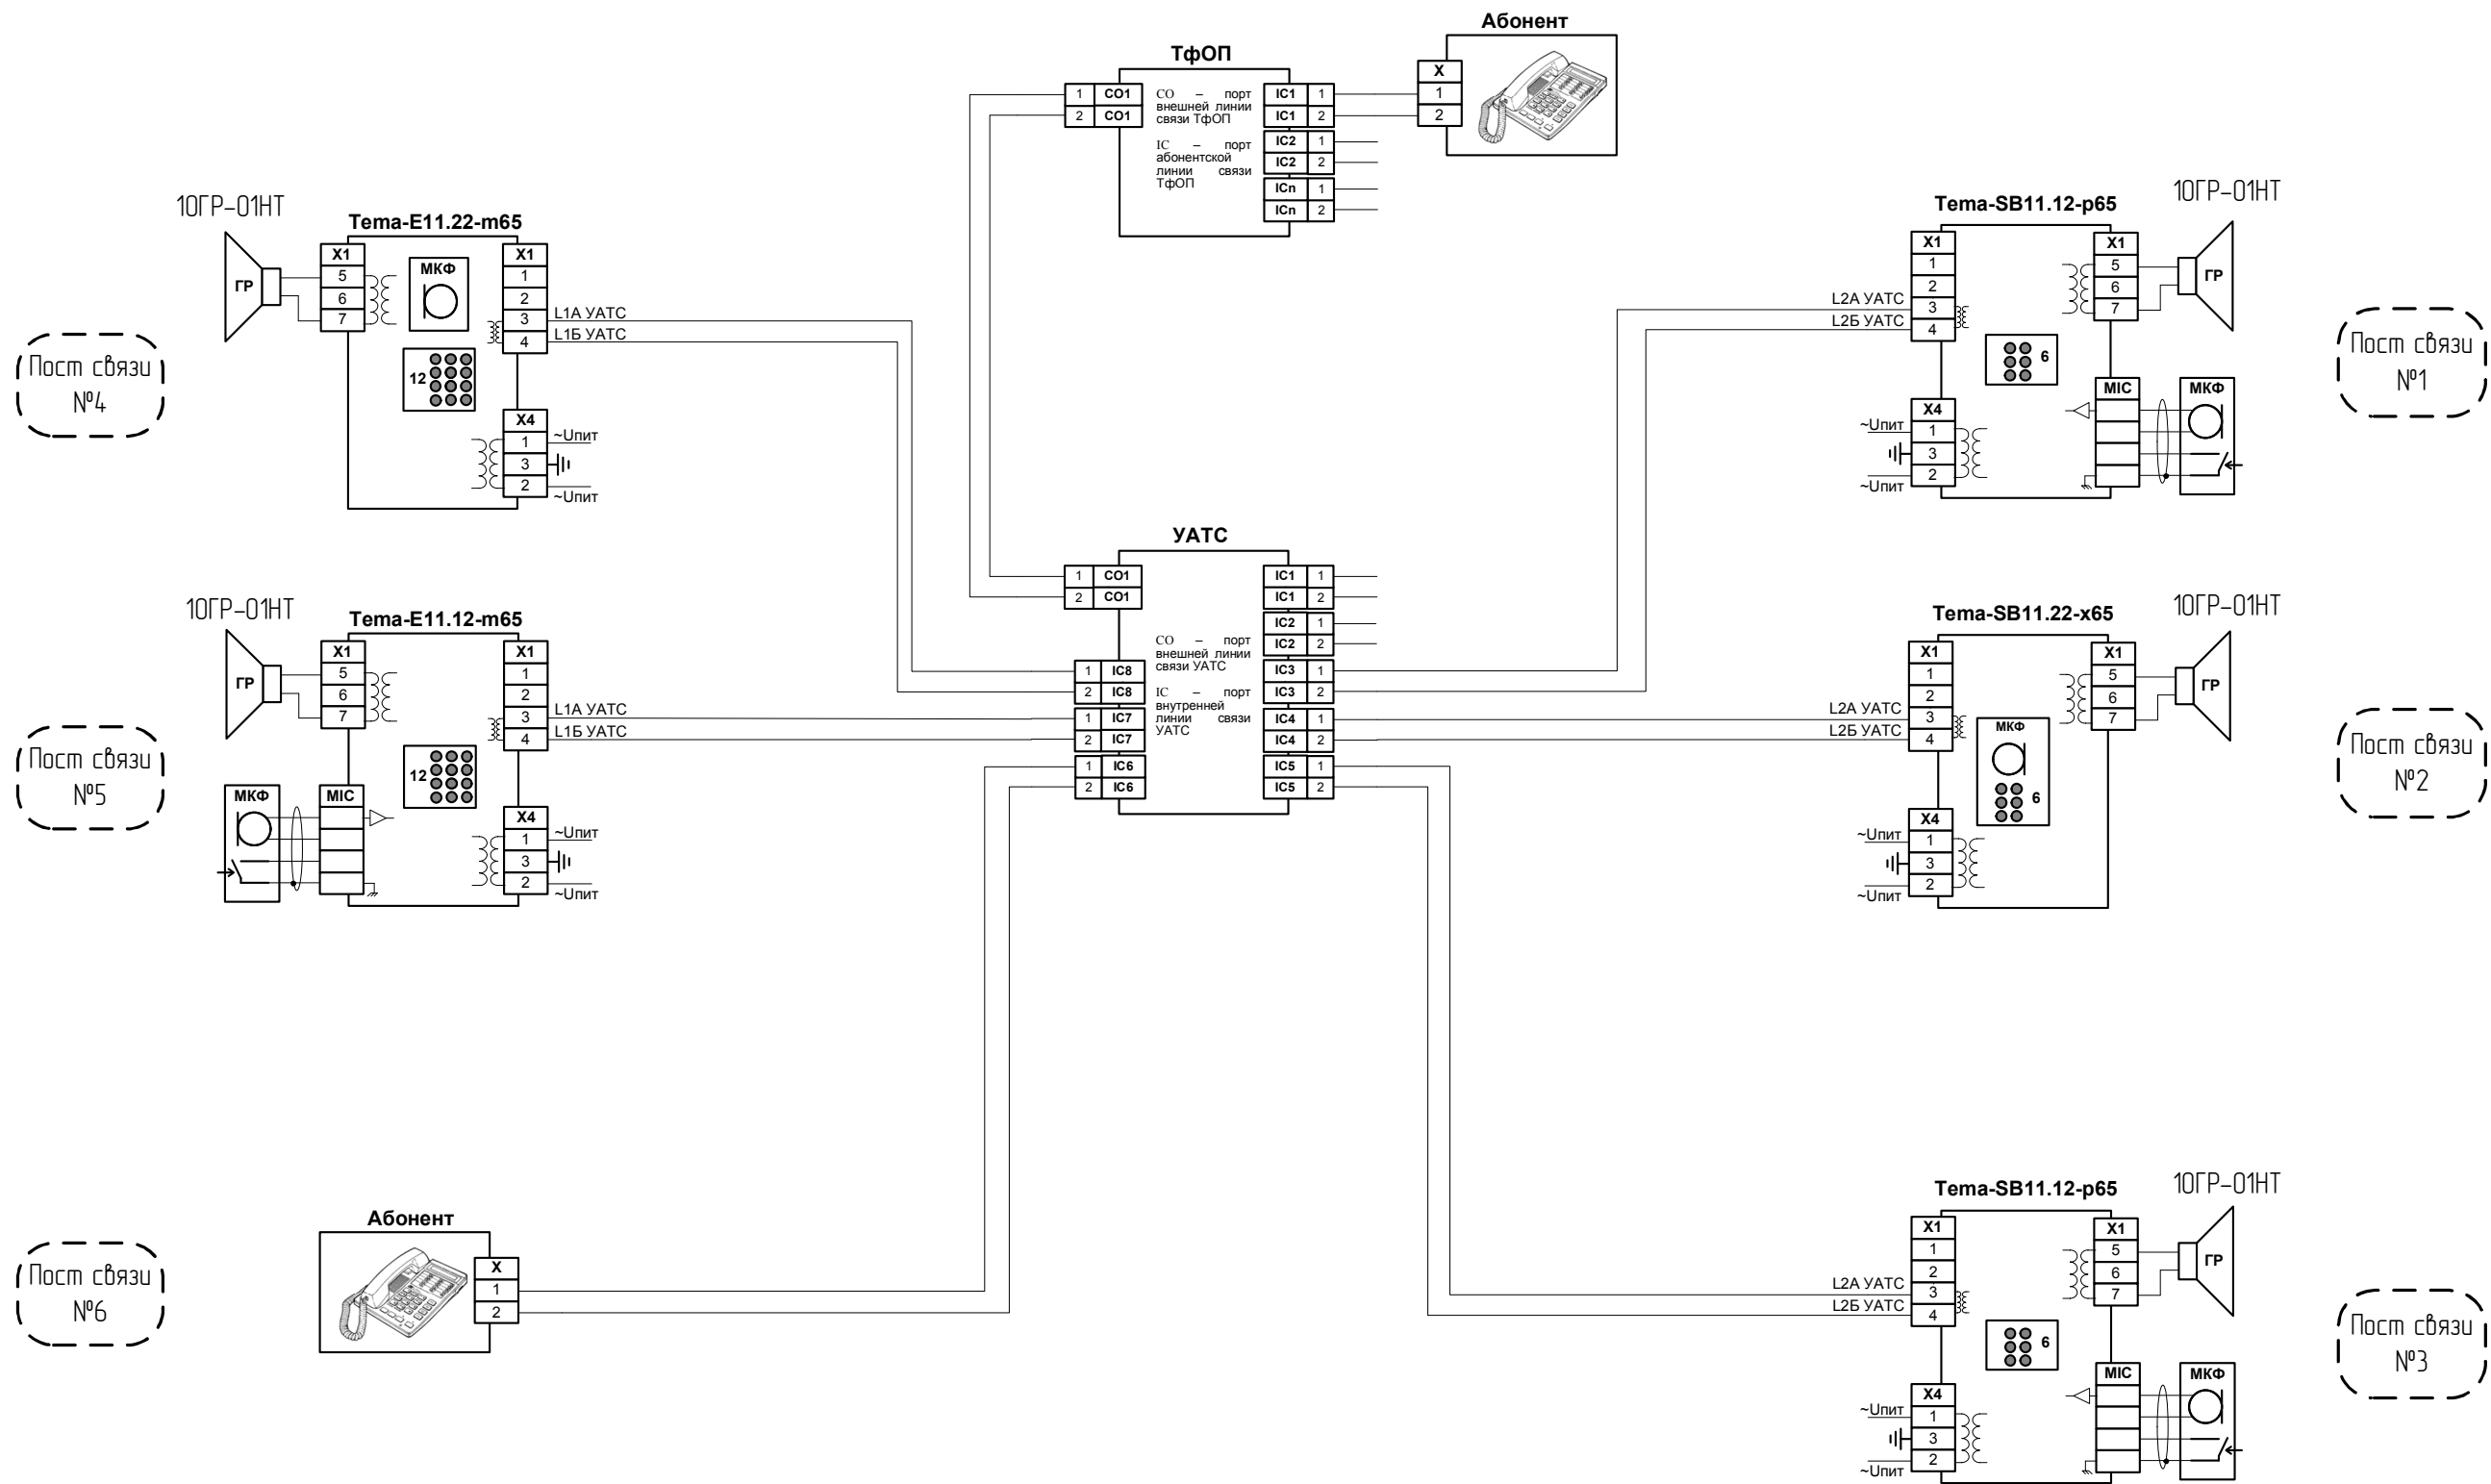 Абонент
X
1
2
ТфОП
1 CO1
2 CO1
CO – порт
внешней линии
связи ТфОП
IC – порт
абонентской
линии связи
ТфОП
IC1 1
IC1 2
IC2 1
IC2 2
ICn 1
ICn 2
10ГР-01НТ
Tema-E11.22-m65
ГР
X1
5
6
7
МКФ
12
X1
1
2
3
4
L1А УАТС
L1Б УАТС
X4
1
3
2
~Uпит
~Uпит
Пост связи
№4
10ГР-01НТ
Tema-SB11.12-p65
X1
1
2
3
4
L2А УАТС
L2Б УАТС
6
X1
5
6
7
ГР
MIC
МКФ
X4
1
3
2
~Uпит
~Uпит
Пост связи
№1
УАТС
1 CO1
2 CO1
CO – порт
внешней линии
связи УАТС
IC – порт
внутренней
линии связи
УАТС
1 IC8
2 IC8
1 IC7
2 IC7
1 IC6
2 IC6
IC1 1
IC1 2
IC2 1
IC2 2
IC3 1
IC3 2
IC4 1
IC4 2
IC5 1
IC5 2
10ГР-01НТ
Tema-E11.12-m65
ГР
X1
5
6
7
12
X1
1
2
3
4
L1А УАТС
L1Б УАТС
МКФ
MIC
X4
1
3
2
~Uпит
~Uпит
Пост связи
№5
10ГР-01НТ
Tema-SB11.22-x65
X1
1
2
3
4
L2А УАТС
L2Б УАТС
МКФ
6
X1
5
6
7
ГР
X4
1
3
2
~Uпит
~Uпит
Пост связи
№2
Абонент
X
1
2
Пост связи
№6
10ГР-01НТ
Tema-SB11.12-p65
X1
1
2
3
4
L2А УАТС
L2Б УАТС
6
X1
5
6
7
ГР
MIC
МКФ
X4
1
3
2
~Uпит
~Uпит
Пост связи
№3